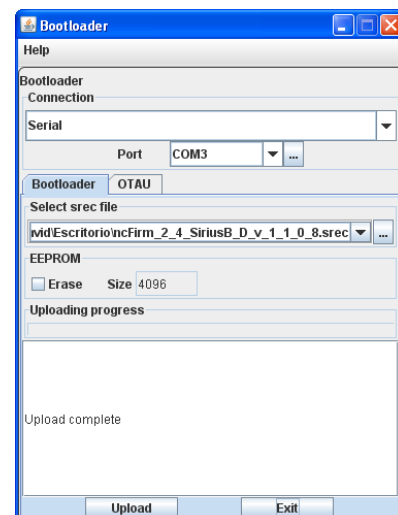 Bootloader
Help
Bootloader
Connection
Serial
Port COM3 ...
Bootloader OTAU
Select srec file
vid\Escritorio\ncFirm_2_4_SiriusB_D_v_1_1_0_8.srec ...
EEPROM
Erase Size 4096
Uploading progress
Upload complete
Upload Exit